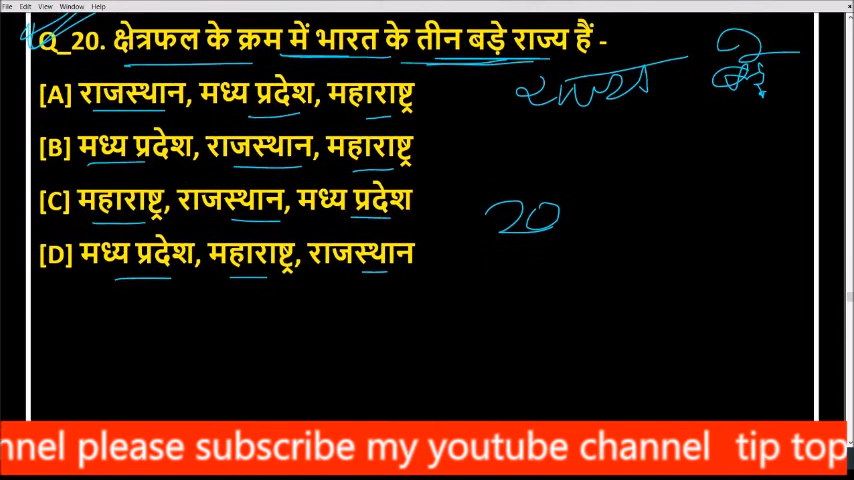 File Edit View Window Help
Q_20. क्षेत्रफल के क्रम में भारत के तीन बड़े राज्य हैं -
[A] राजस्थान, मध्य प्रदेश, महाराष्ट्र
[B] मध्य प्रदेश, राजस्थान, महाराष्ट्र
[C] महाराष्ट्र, राजस्थान, मध्य प्रदेश
20
[D] मध्य प्रदेश, महाराष्ट्र, राजस्थान
nnel please subscribe my youtube channel tip top